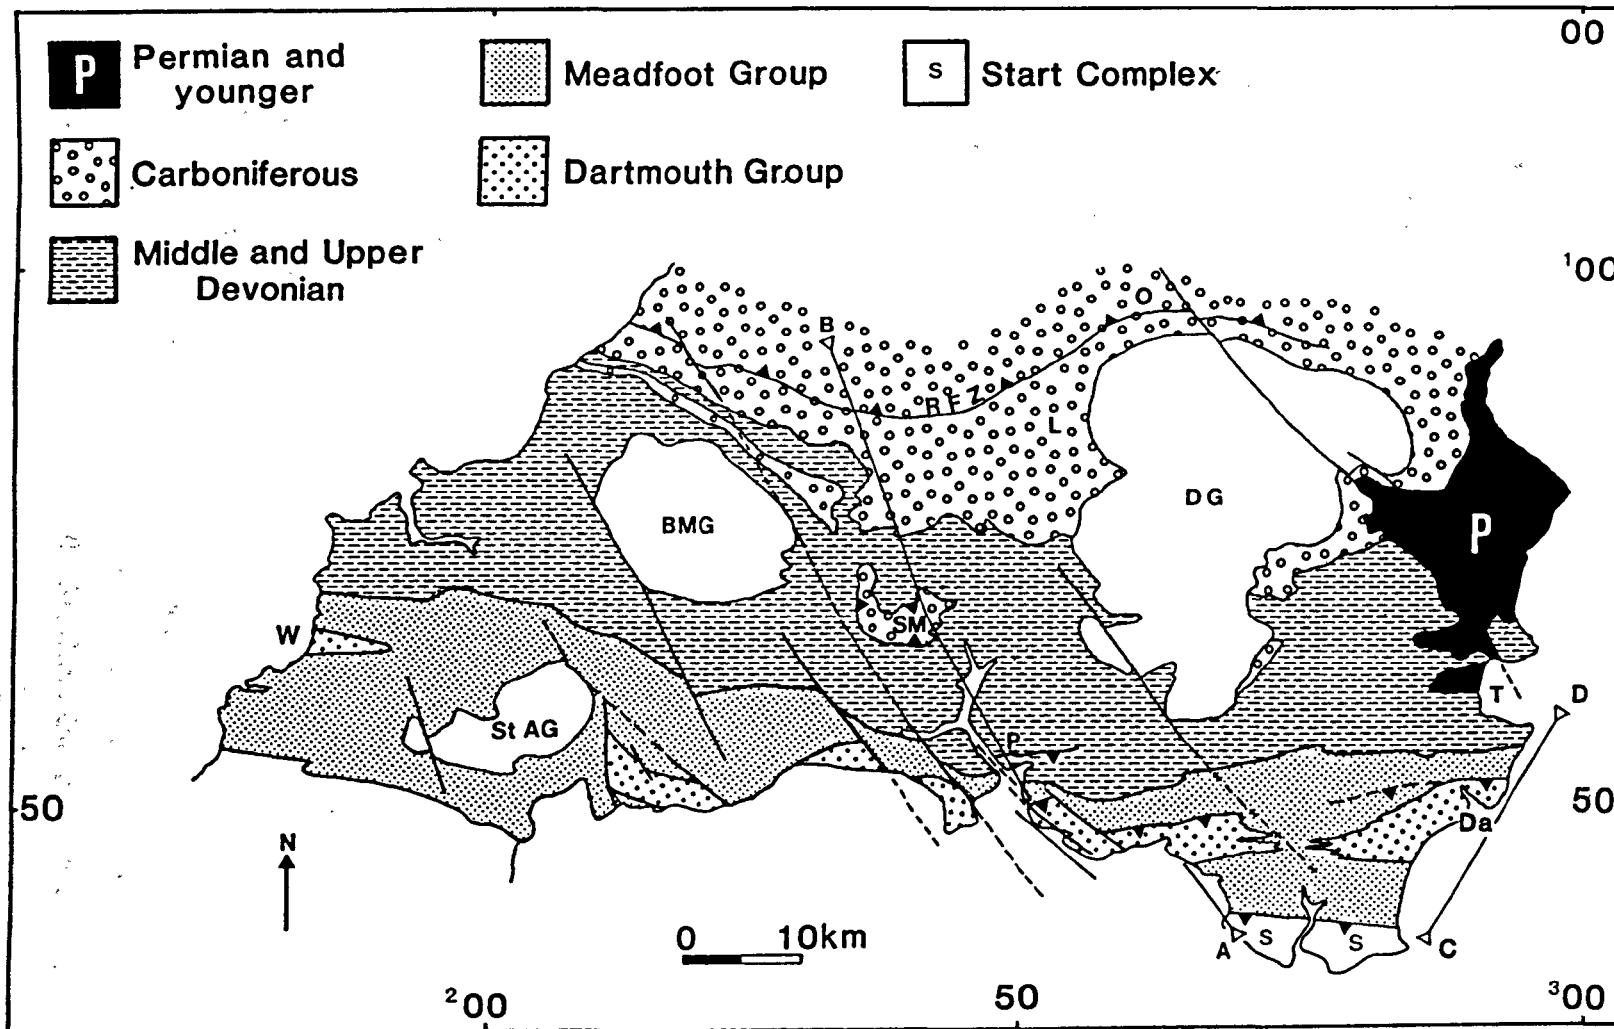 00
P
Permian and
younger
Meadfoot Group
S
Start Complex
Carboniferous
Dartmouth Group
Middle and Upper
Devonian
¹00
O
B
RFZ
L
DG
BMG
P
SM
W
T
D
St AG
P
50
50
Da
N
0 10km
A
S
S
C
²00
50
³00